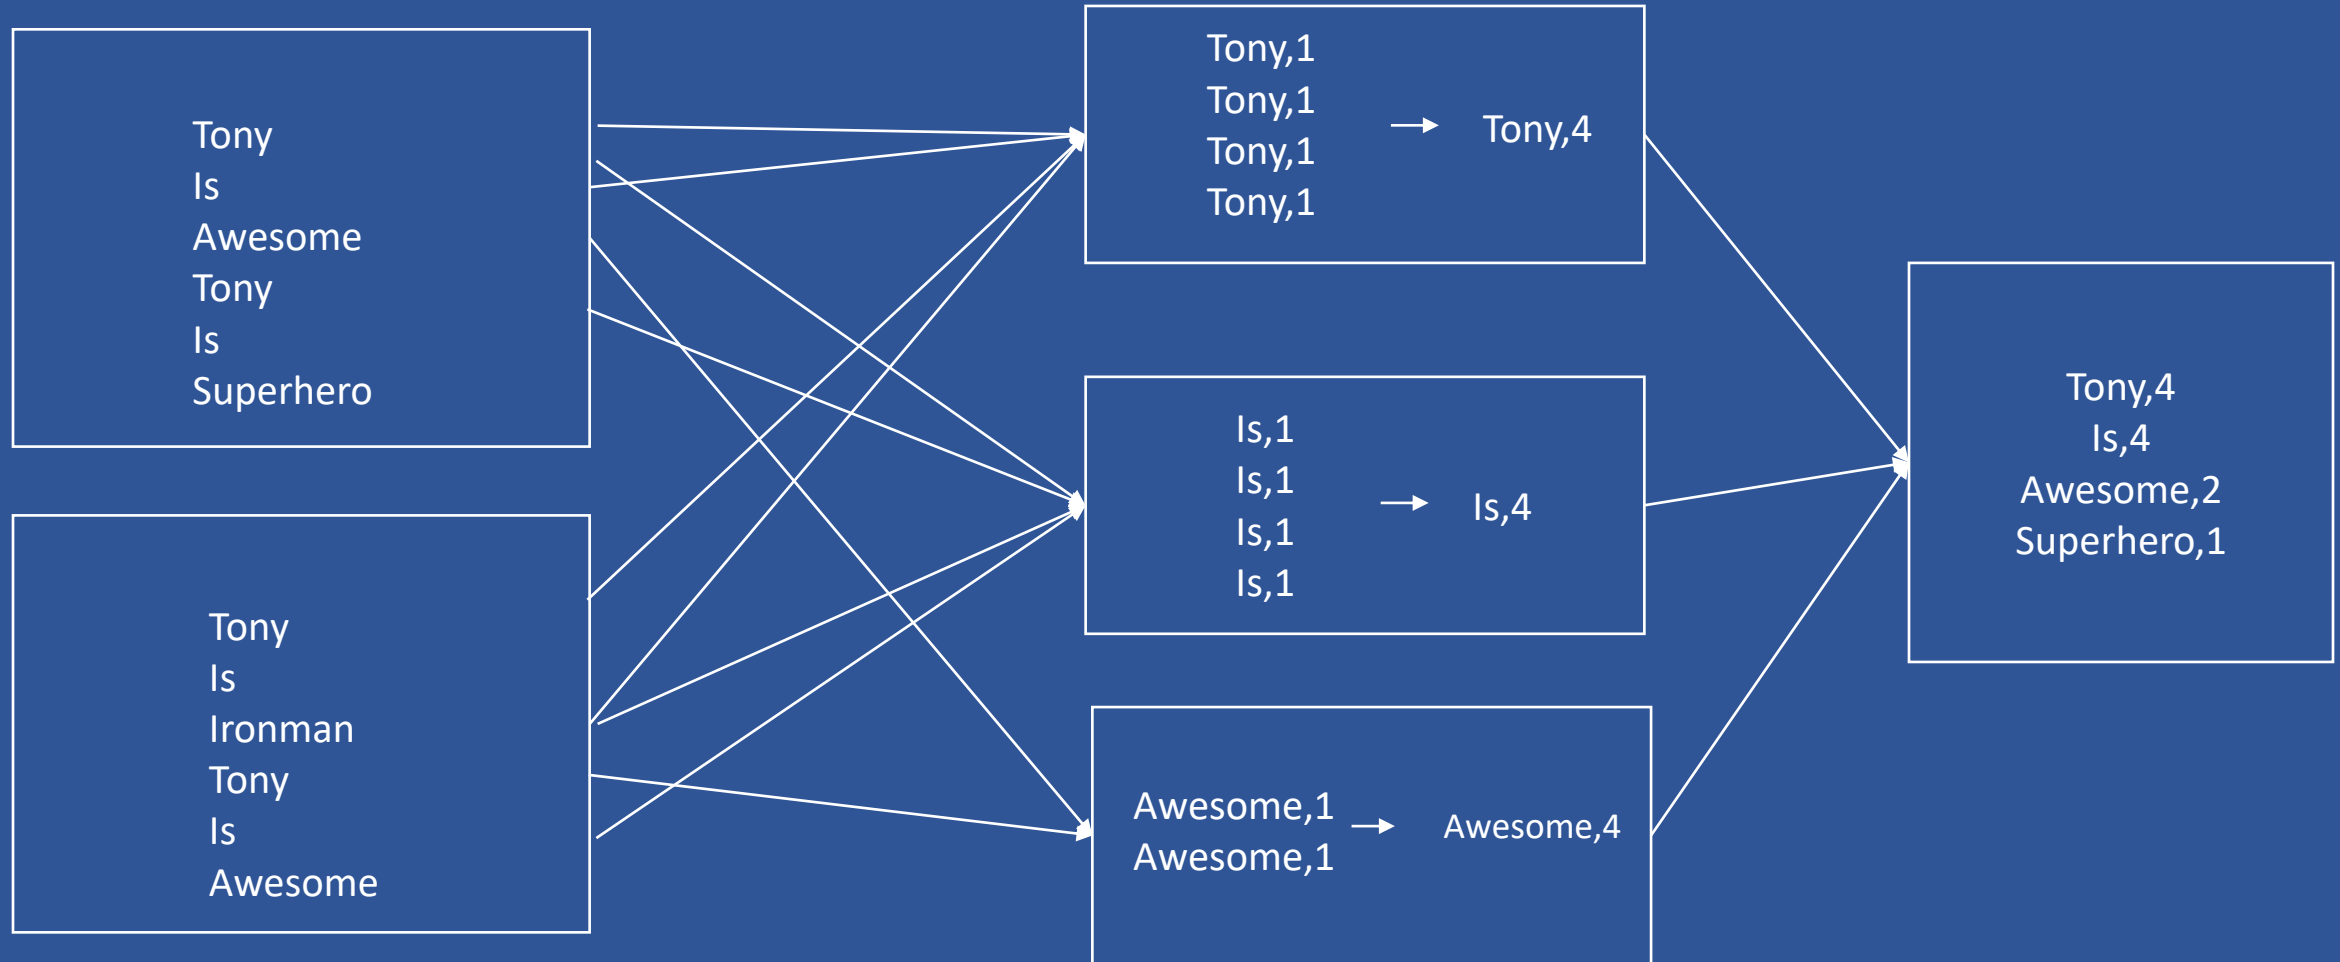 Tony
Is
Awesome
Tony
Is
Superhero
Tony
Is
Ironman
Tony
Is
Awesome
Tony,1
Tony,1
Tony,1
Tony,1
Tony,4
Is,1
Is,1
Is,1
Is,1
Is,4
Awesome,1
Awesome,1
Awesome,4
Tony,4
Is,4
Awesome,2
Superhero,1